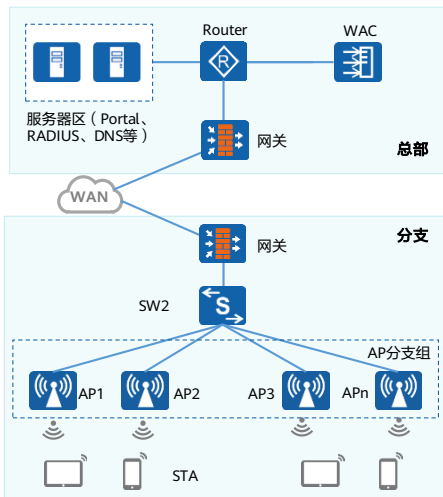 Router
WAC
R
服务器区（Portal、
RADIUS、DNS等）
网关
总部
WAN
分支
网关
SW2
S
AP分支组
AP1
AP2
AP3
APn
STA